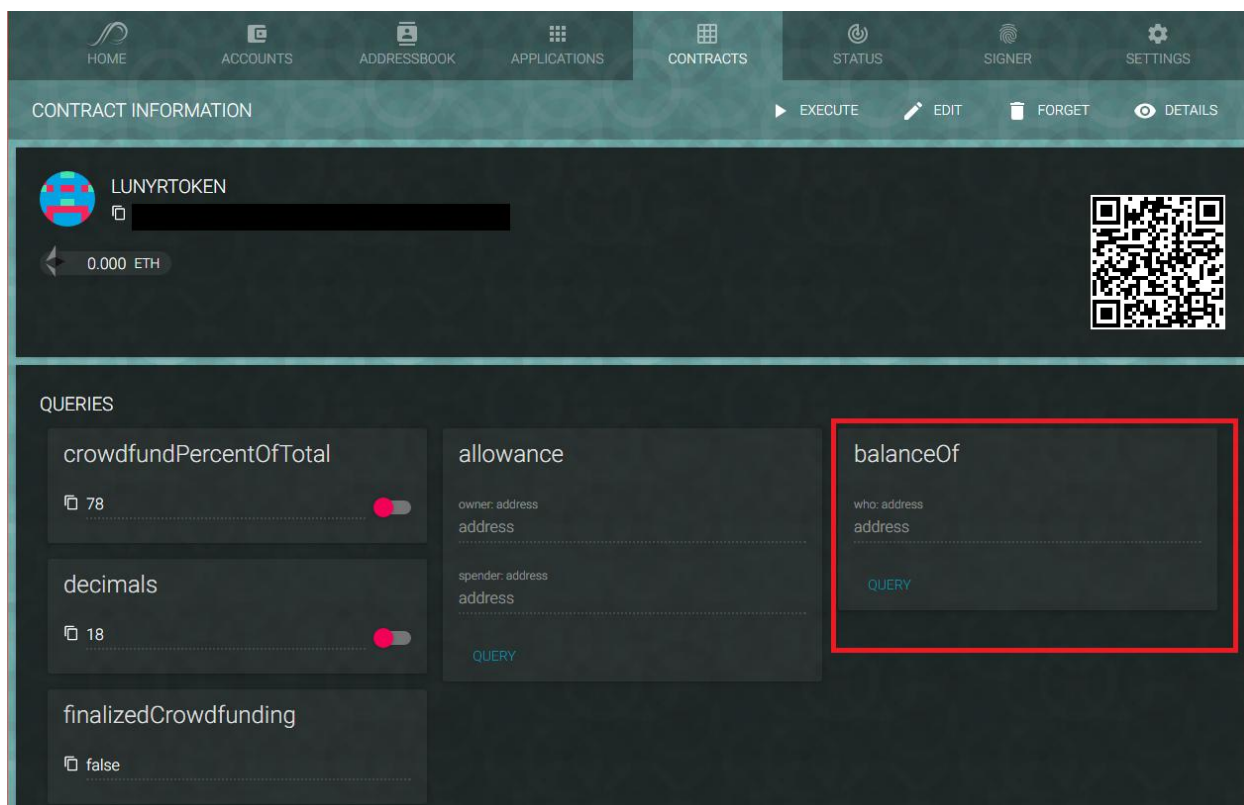 HOME
ACCOUNTS
ADDRESSBOOK
APPLICATIONS
CONTRACTS
STATUS
SIGNER
SETTINGS
CONTRACT INFORMATION
EXECUTE
EDIT
FORGET
DETAILS
LUNYRTOKEN
0.000 ETH
QUERIES
crowdfundPercentOfTotal
78
decimals
18
finalizedCrowdfunding
false
allowance
owner: address
address
spender: address
address
QUERY
balanceOf
who: address
address
QUERY